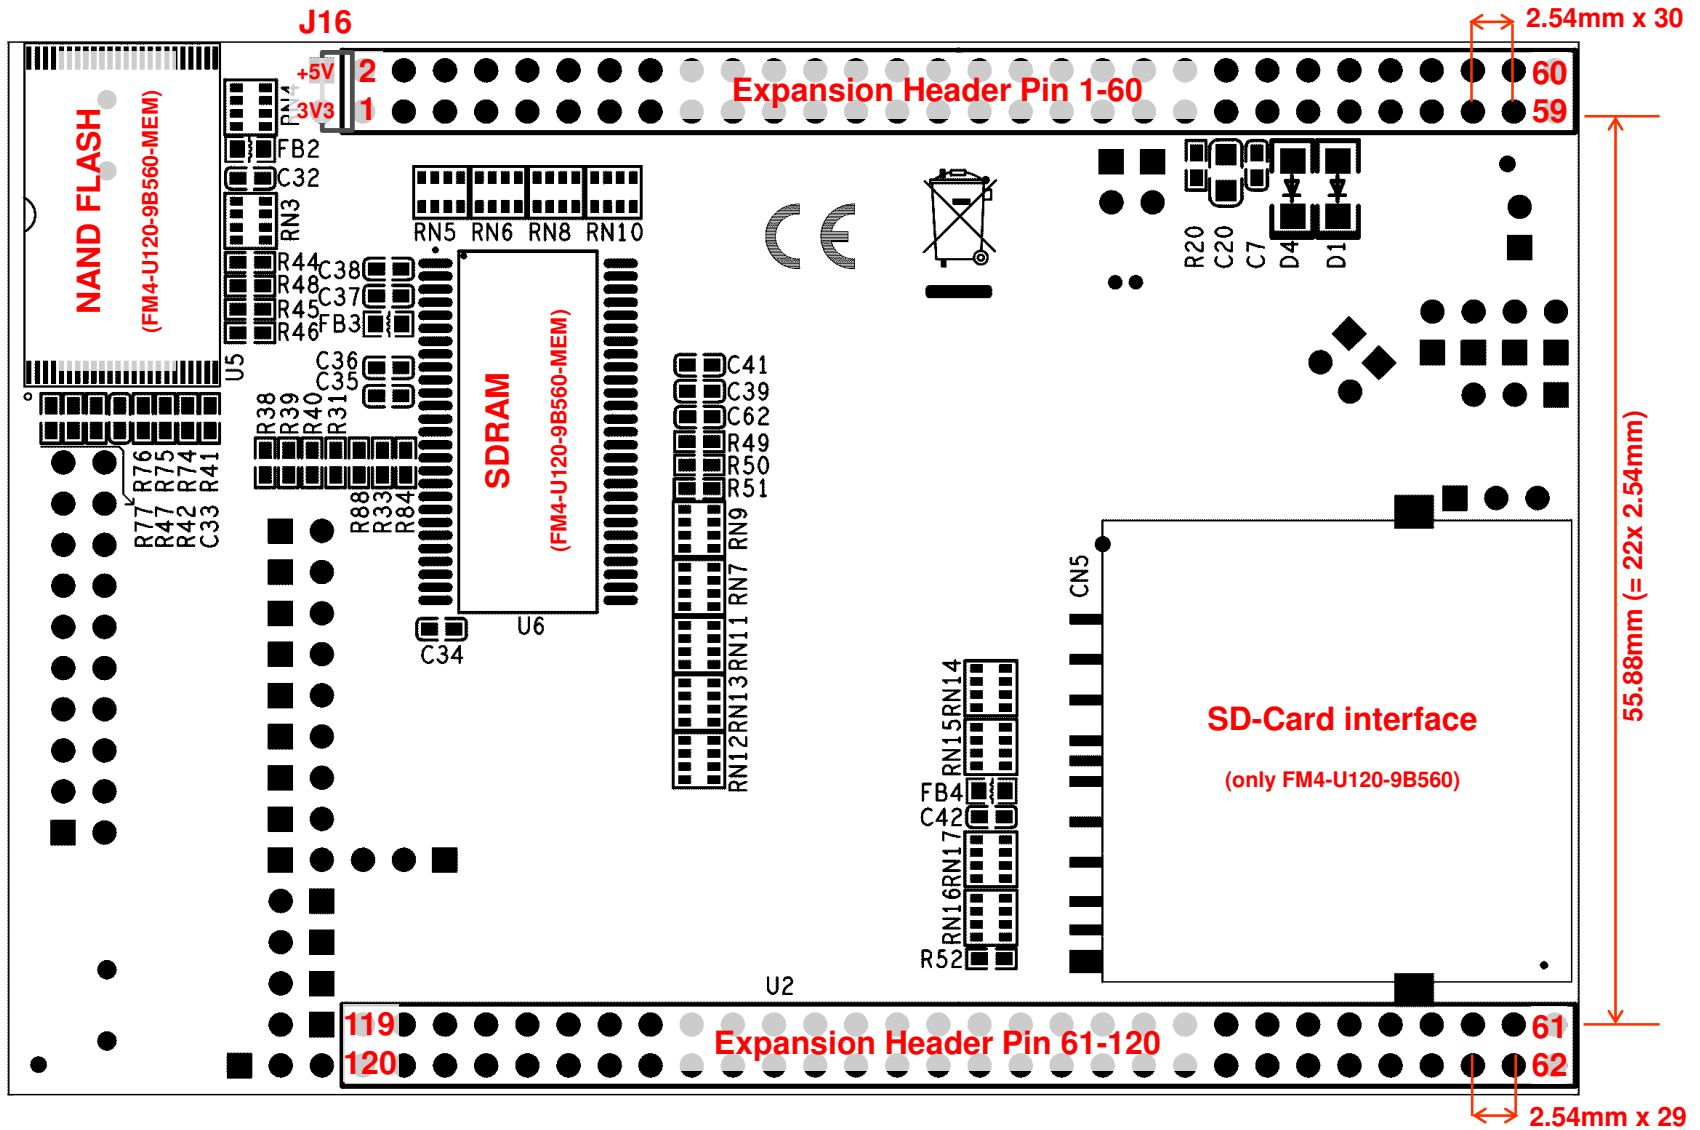 J16
2.54mm x 30
+5V
2
3V3
1
Expansion Header Pin 1-60
60
59
NAND FLASH
(FM4-U120-9B560-MEM)
RN4
FB2
C32
RN3
R44
R48
R45
R46
U5
C38
C37
FB3
C36
C35
RN5
RN6
RN8
RN10
CE
R20
C20
C7
D4
D1
SDRAM
(FM4-U120-9B560-MEM)
U6
C34
R38
R39
R40
R31
R88
R33
R84
R76
R75
R74
R41
R77
R47
R42
C33
C41
C39
C62
R49
R50
R51
RN9
RN7
RN11
RN13
RN12
CN5
55.88mm (= 22x 2.54mm)
SD-Card interface
(only FM4-U120-9B560)
RN14
RN15
FB4
C42
RN17
RN16
R52
U2
119
120
Expansion Header Pin 61-120
61
62
2.54mm x 29